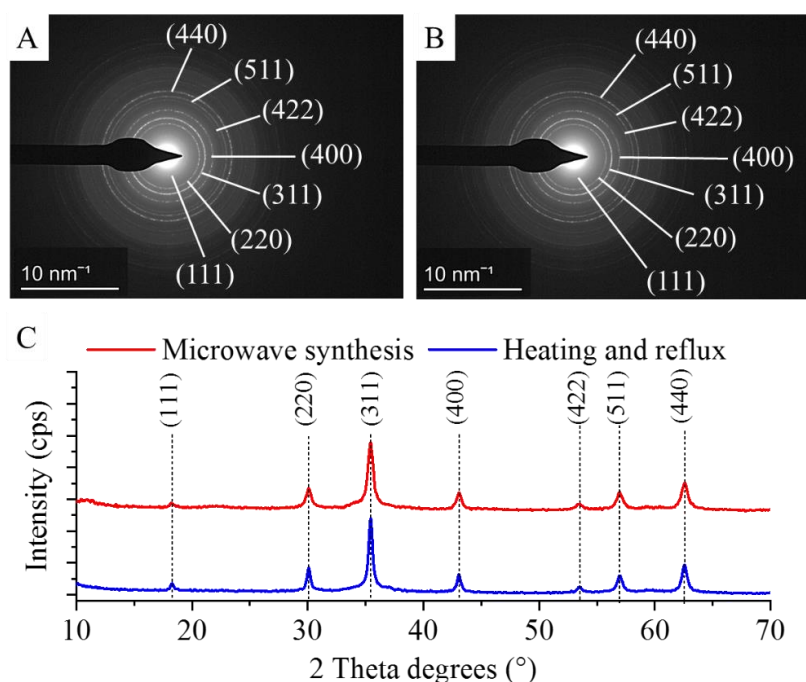 A
(440)
(511)
(422)
(400)
(311)
(220)
(111)
10 nm⁻¹
B
(440)
(511)
(422)
(400)
(311)
(220)
(111)
10 nm⁻¹
C
Microwave synthesis
Heating and reflux
(111)
(220)
(311)
(400)
(422)
(511)
(440)
Intensity (cps)
10 20 30 40 50 60 70
2 Theta degrees (°)